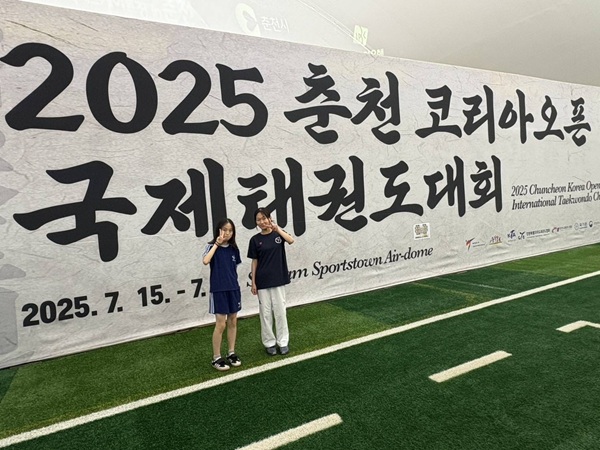 춘천시
2025 춘천 코리아오픈
국제태권도대회
2025 Chuncheon Korea Open
International Taekwondo Ch
2025. 7. 15. - 7.
Sportstown Air-dome